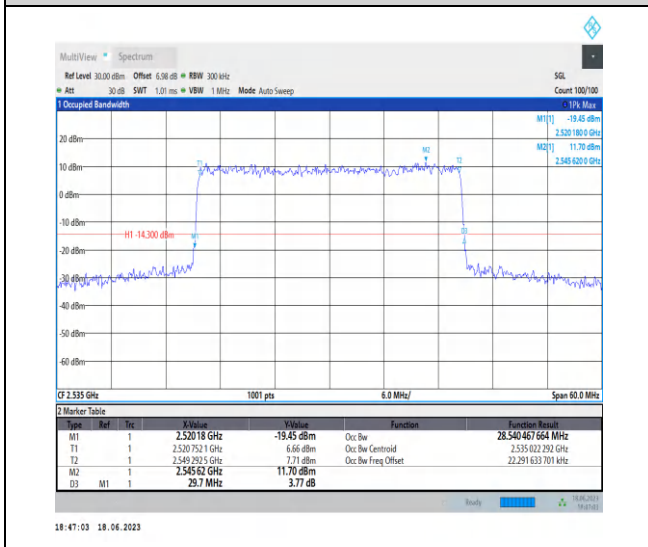 MultiView Spectrum
Ref Level 30.00 dBm Offset 6.98 dB RBW 300 kHz SGL
Att 30 dB SWT 1.01 ms VBW 1 MHz Mode Auto Sweep Count 100/100
1 Occupied Bandwidth 1Pk Max
M1[1] -19.45 dBm
2.520 180 0 GHz
M2[1] 11.70 dBm
2.545 620 0 GHz
20 dBm
M2
T1
T2
10 dBm
0 dBm
-10 dBm
H1 -14.300 dBm
M1
D3
-20 dBm
-30 dBm
-40 dBm
-50 dBm
-60 dBm
CF 2.535 GHz 1001 pts 6.0 MHz/ Span 60.0 MHz
2 Marker Table
Type Ref Trc X-Value Y-Value Function Function Result
M1 1 2.52018 GHz -19.45 dBm Occ Bw 28.540 467 664 MHz
T1 1 2.520 752 1 GHz 6.66 dBm Occ Bw Centroid 2.535 022 292 GHz
T2 1 2.549 292 5 GHz 7.71 dBm Occ Bw Freq Offset 22.291 633 701 kHz
M2 1 2.545 62 GHz 11.70 dBm
D3 M1 1 29.7 MHz 3.77 dB
Ready 18.06.2023
18:47:03 18.06.2023